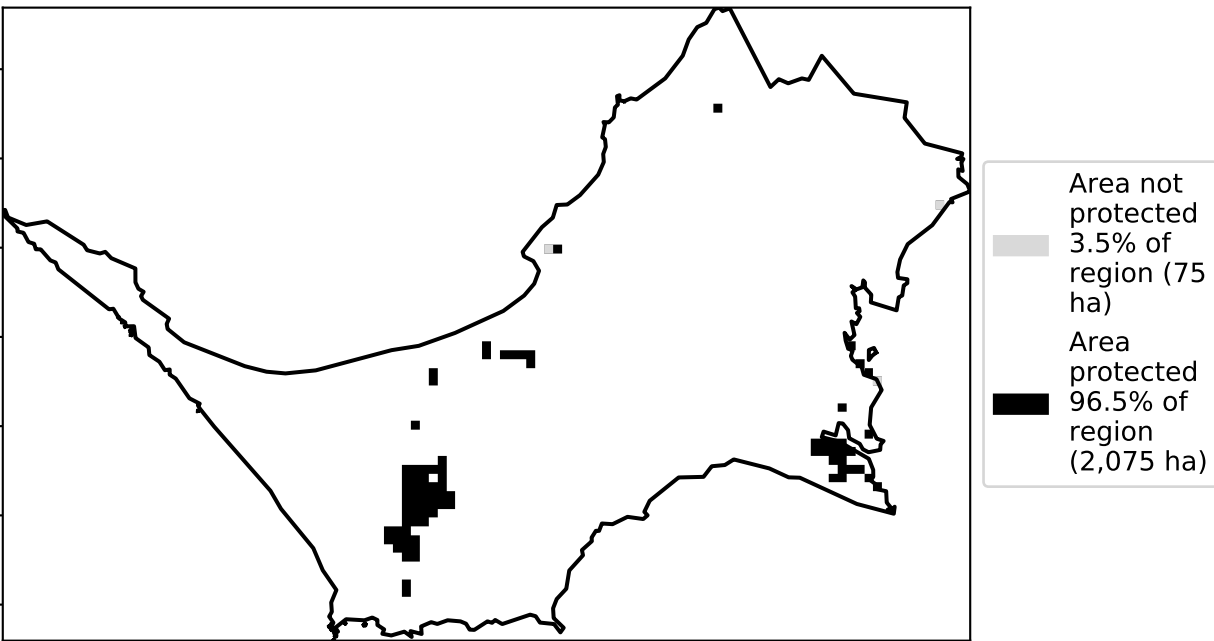 Area not
protected
3.5% of
region (75
ha)
Area
protected
96.5% of
region
(2,075 ha)